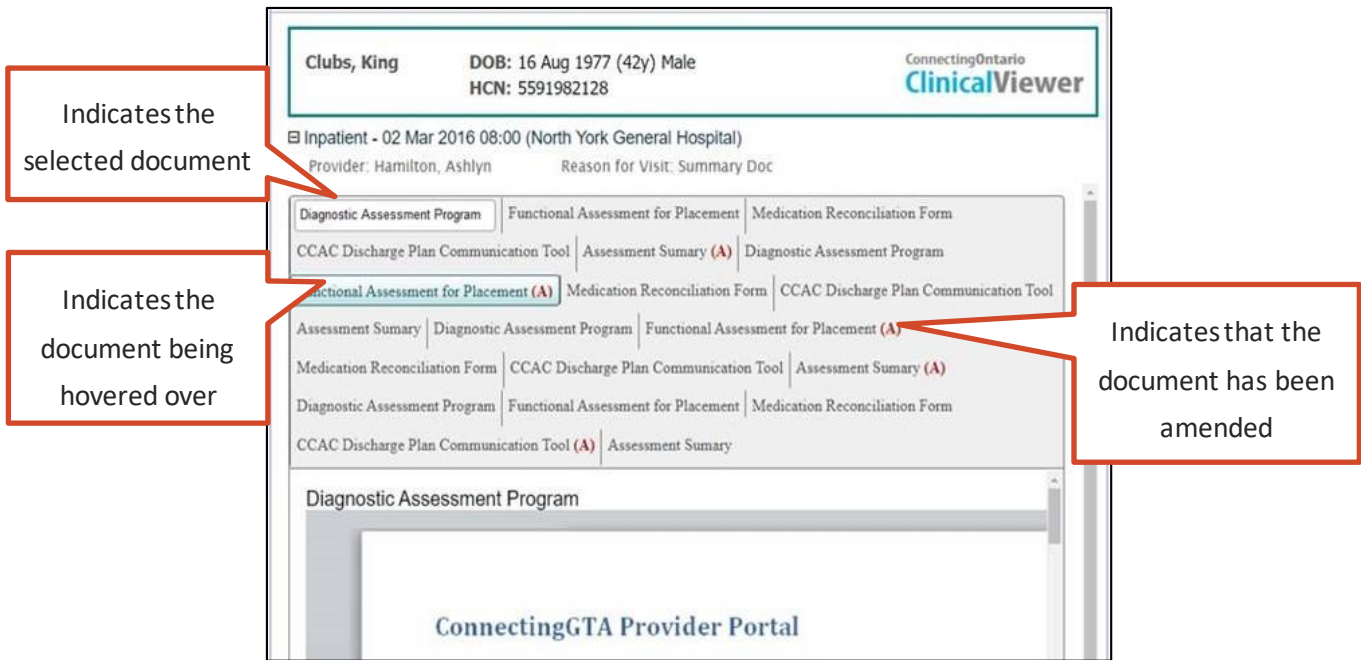 Clubs, King DOB: 16 Aug 1977 (42y) Male
HCN: 5591982128
ConnectingOntario
ClinicalViewer
Inpatient - 02 Mar 2016 08:00 (North York General Hospital)
Provider: Hamilton, Ashlyn Reason for Visit: Summary Doc
Indicates the
selected document
Diagnostic Assessment Program Functional Assessment for Placement Medication Reconciliation Form
CCAC Discharge Plan Communication Tool Assessment Sumary (A) Diagnostic Assessment Program
Indicates the
document being
hovered over
Functional Assessment for Placement (A) Medication Reconciliation Form CCAC Discharge Plan Communication Tool
Assessment Sumary Diagnostic Assessment Program Functional Assessment for Placement (A)
Indicates that the
document has been
amended
Medication Reconciliation Form CCAC Discharge Plan Communication Tool Assessment Sumary (A)
Diagnostic Assessment Program Functional Assessment for Placement Medication Reconciliation Form
CCAC Discharge Plan Communication Tool (A) Assessment Sumary
Diagnostic Assessment Program
ConnectingGTA Provider Portal